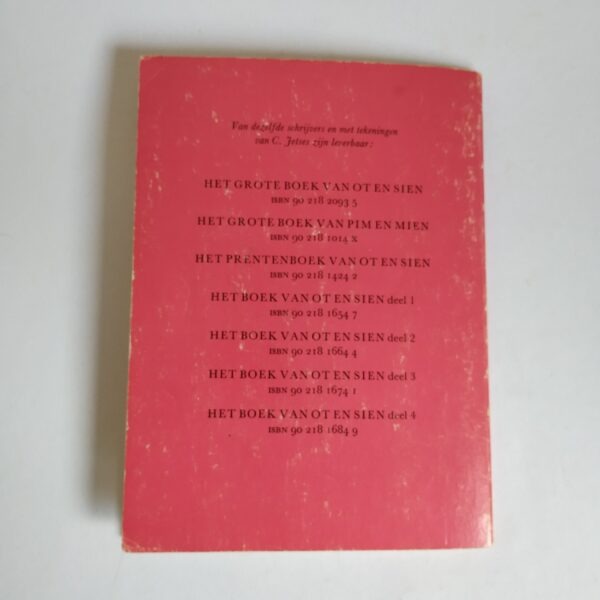 Van dezelfde schrijvers en met tekeningen
van C. Jetses zijn leverbaar:
HET GROTE BOEK VAN OT EN SIEN
ISBN 90 218 2093 5
HET GROTE BOEK VAN PIM EN MIEN
ISBN 90 218 1014 X
HET PRENTENBOEK VAN OT EN SIEN
ISBN 90 218 1424 2
HET BOEK VAN OT EN SIEN deel 1
ISBN 90 218 1654 7
HET BOEK VAN OT EN SIEN deel 2
ISBN 90 218 1664 4
HET BOEK VAN OT EN SIEN deel 3
ISBN 90 218 1674 1
HET BOEK VAN OT EN SIEN deel 4
ISBN 90 218 1684 9